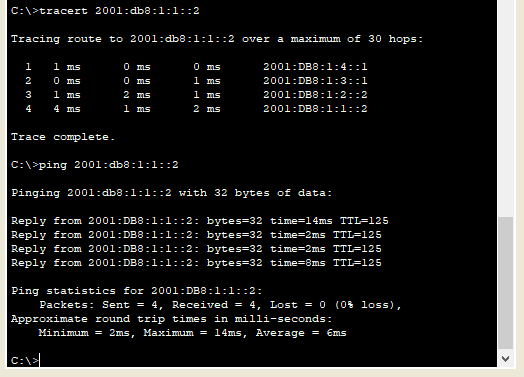 C:\>tracert 2001:db8:1:1::2
Tracing route to 2001:db8:1:1::2 over a maximum of 30 hops:
1 1 ms 0 ms 0 ms 2001:DB8:1:4::1
2 0 ms 0 ms 1 ms 2001:DB8:1:3::1
3 1 ms 2 ms 1 ms 2001:DB8:1:2::2
4 4 ms 1 ms 2 ms 2001:DB8:1:1::2
Trace complete.
C:\>ping 2001:db8:1:1::2
Pinging 2001:db8:1:1::2 with 32 bytes of data:
Reply from 2001:DB8:1:1::2: bytes=32 time=14ms TTL=125
Reply from 2001:DB8:1:1::2: bytes=32 time=2ms TTL=125
Reply from 2001:DB8:1:1::2: bytes=32 time=2ms TTL=125
Reply from 2001:DB8:1:1::2: bytes=32 time=8ms TTL=125
Ping statistics for 2001:DB8:1:1::2:
Packets: Sent = 4, Received = 4, Lost = 0 (0% loss),
Approximate round trip times in milli-seconds:
Minimum = 2ms, Maximum = 14ms, Average = 6ms
C:\>